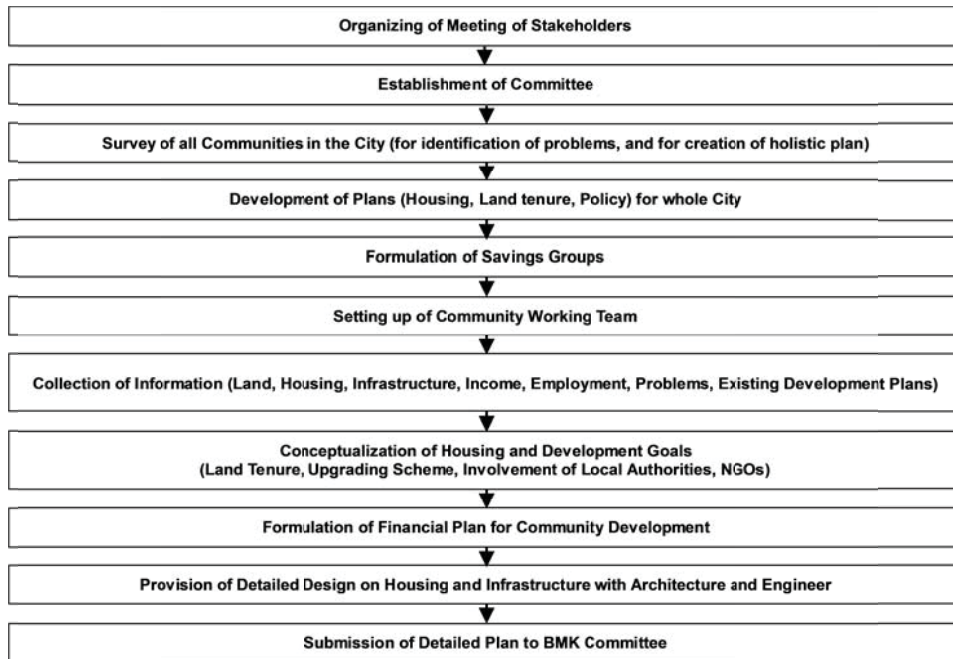 Organizing of Meeting of Stakeholders
Establishment of Committee
Survey of all Communities in the City (for identification of problems, and for creation of holistic plan)
Development of Plans (Housing, Land tenure, Policy) for whole City
Formulation of Savings Groups
Setting up of Community Working Team
Collection of Information (Land, Housing, Infrastructure, Income, Employment, Problems, Existing Development Plans)
Conceptualization of Housing and Development Goals
(Land Tenure, Upgrading Scheme, Involvement of Local Authorities, NGOs)
Formulation of Financial Plan for Community Development
Provision of Detailed Design on Housing and Infrastructure with Architecture and Engineer
Submission of Detailed Plan to BMK Committee